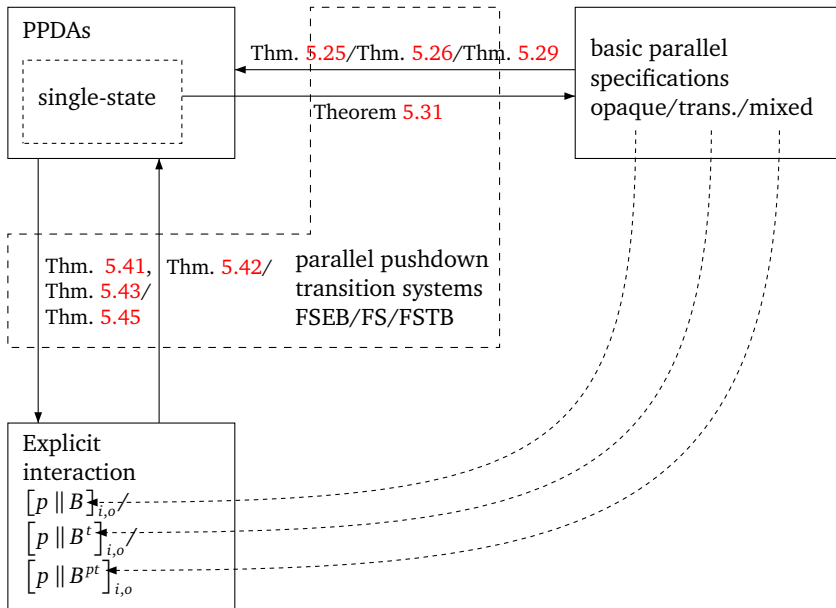 PPDAs
single-state
Thm. 5.25/Thm. 5.26/Thm. 5.29
Theorem 5.31
basic parallel
specifications
opaque/trans./mixed
Thm. 5.41,
Thm. 5.43/
Thm. 5.45
Thm. 5.42/
parallel pushdown
transition systems
FSEB/FS/FSTB
Explicit
interaction
[p || B]_{i,o}/
[p || B^t]_{i,o}/
[p || B^{pt}]_{i,o}